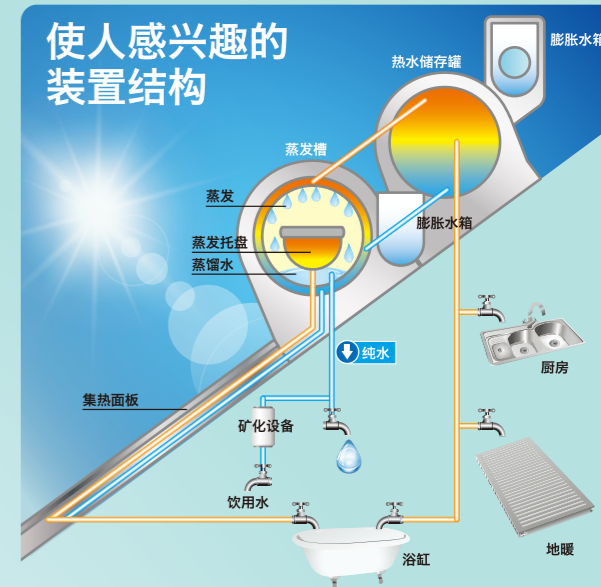 使人感兴趣的
装置结构
膨胀水箱
热水储存罐
蒸发槽
蒸发
膨胀水箱
蒸发托盘
蒸馏水
纯水
厨房
集热面板
矿化设备
饮用水
地暖
浴缸